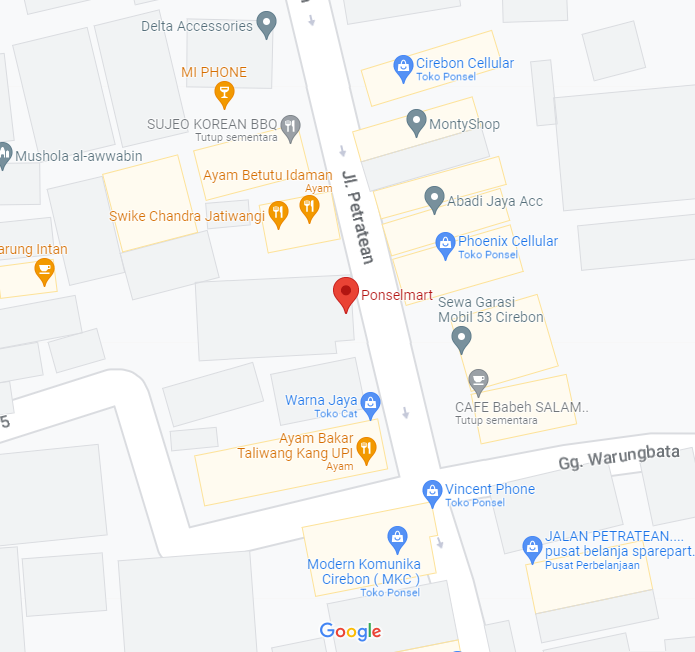 Delta Accessories
Cirebon Cellular
Toko Ponsel
MI PHONE
SUJEO KOREAN BBQ
Tutup sementara
MontyShop
Mushola al-awwabin
Ayam Betutu Idaman
Ayam
Jl. Petratean
Abadi Jaya Acc
Swike Chandra Jatiwangi
Phoenix Cellular
Toko Ponsel
arung Intan
Ponselmart
Sewa Garasi
Mobil 53 Cirebon
Warna Jaya
Toko Cat
CAFE Babeh SALAM..
Tutup sementara
5
Ayam Bakar
Taliwang Kang UPI
Ayam
Gg. Warungbata
Vincent Phone
Toko Ponsel
JALAN PETRATEAN....
pusat belanja sparepart.
Pusat Perbelanjaan
Modern Komunika
Cirebon ( MKC )
Toko Ponsel
Google